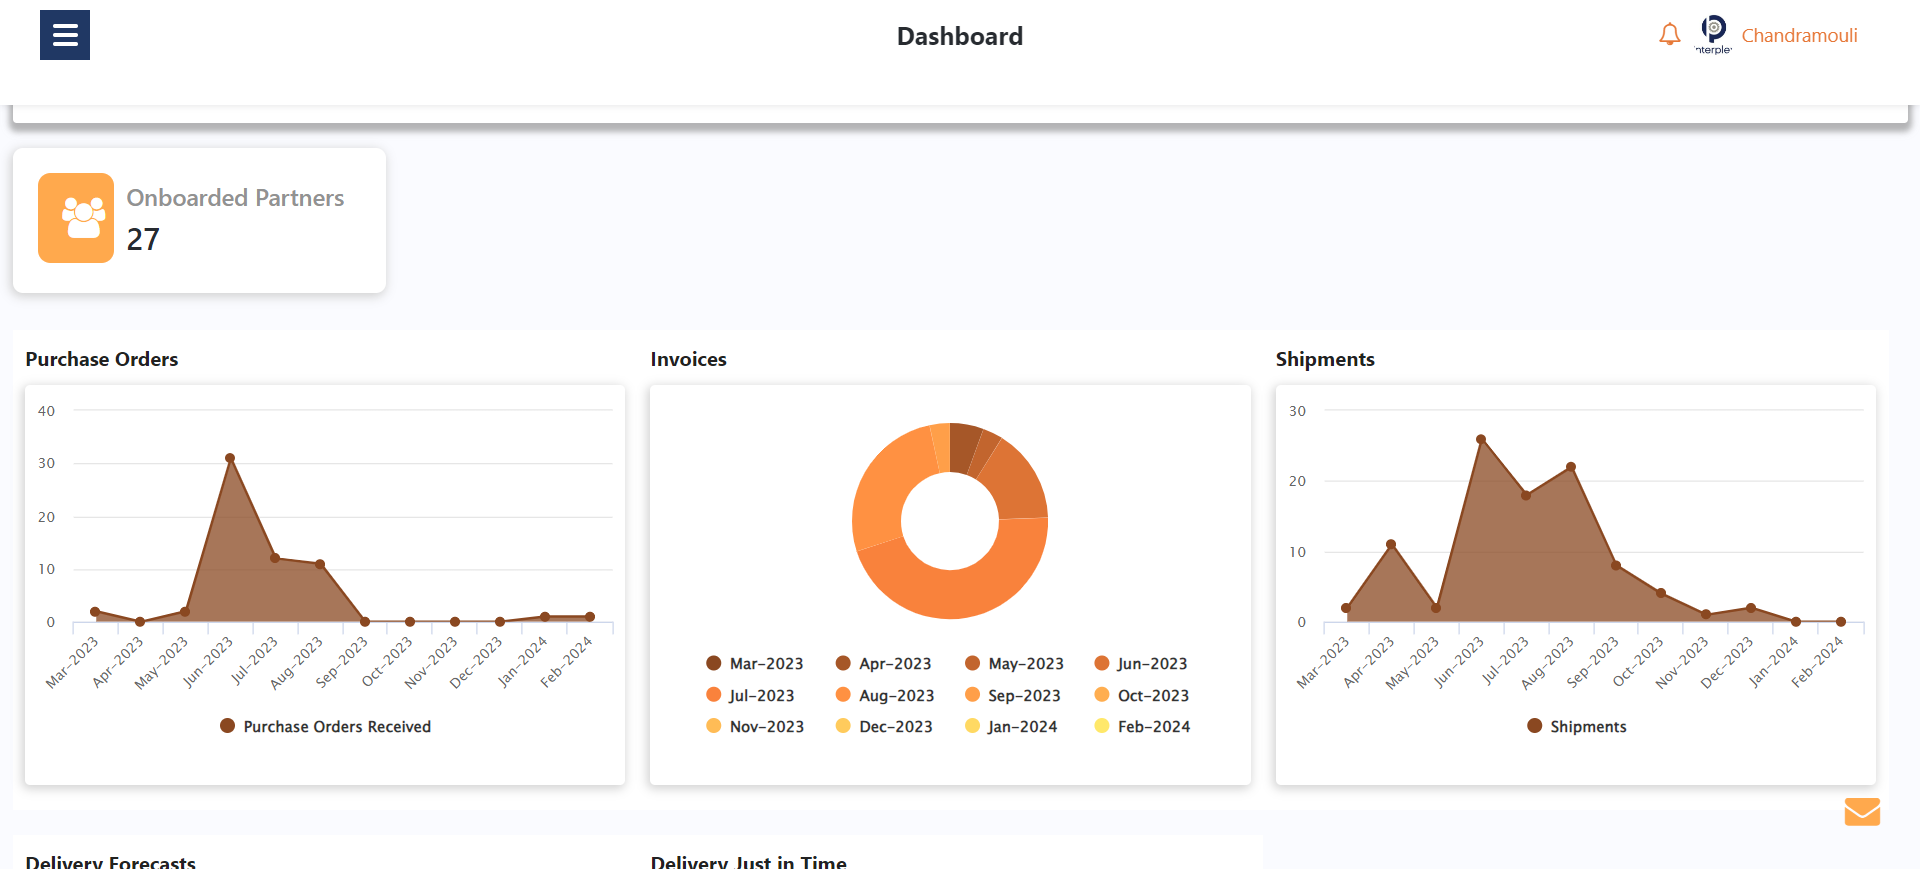 Dashboard
nterple
Chandramouli
Onboarded Partners
27
Purchase Orders
40
30
20
10
0
Mar-2023
Apr-2023
May-2023
Jun-2023
Jul-2023
Aug-2023
Sep-2023
Oct-2023
Nov-2023
Dec-2023
Jan-2024
Feb-2024
Purchase Orders Received
Invoices
Mar-2023 Apr-2023 May-2023 Jun-2023
Jul-2023 Aug-2023 Sep-2023 Oct-2023
Nov-2023 Dec-2023 Jan-2024 Feb-2024
Shipments
30
20
10
0
Mar-2023
Apr-2023
May-2023
Jun-2023
Jul-2023
Aug-2023
Sep-2023
Oct-2023
Nov-2023
Dec-2023
Jan-2024
Feb-2024
Shipments
Delivery Forecasts
Delivery Just in Time